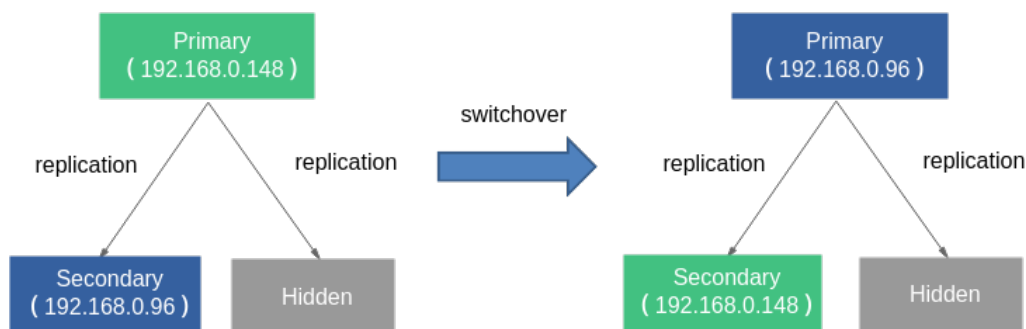 Primary
( 192.168.0.148 )
replication
replication
Secondary
( 192.168.0.96 )
Hidden
switchover
Primary
( 192.168.0.96 )
replication
replication
Secondary
( 192.168.0.148 )
Hidden